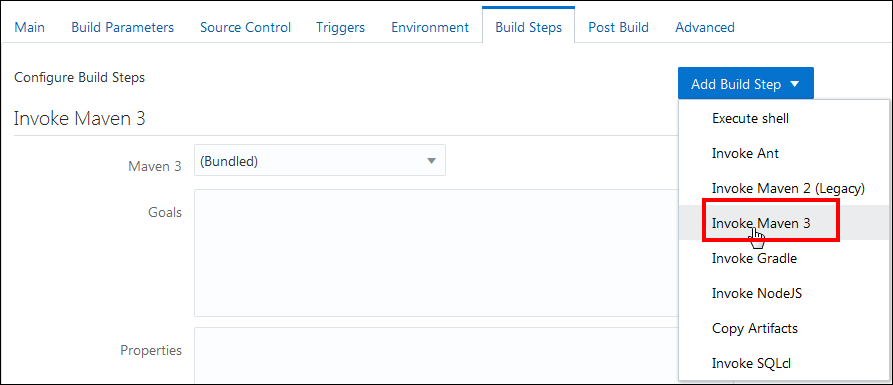 Main Build Parameters Source Control Triggers Environment Build Steps Post Build Advanced
Configure Build Steps
Add Build Step
Invoke Maven 3
Maven 3 (Bundled)
Goals
Properties
Execute shell
Invoke Ant
Invoke Maven 2 (Legacy)
Invoke Maven 3
Invoke Gradle
Invoke NodeJS
Copy Artifacts
Invoke SQLcl